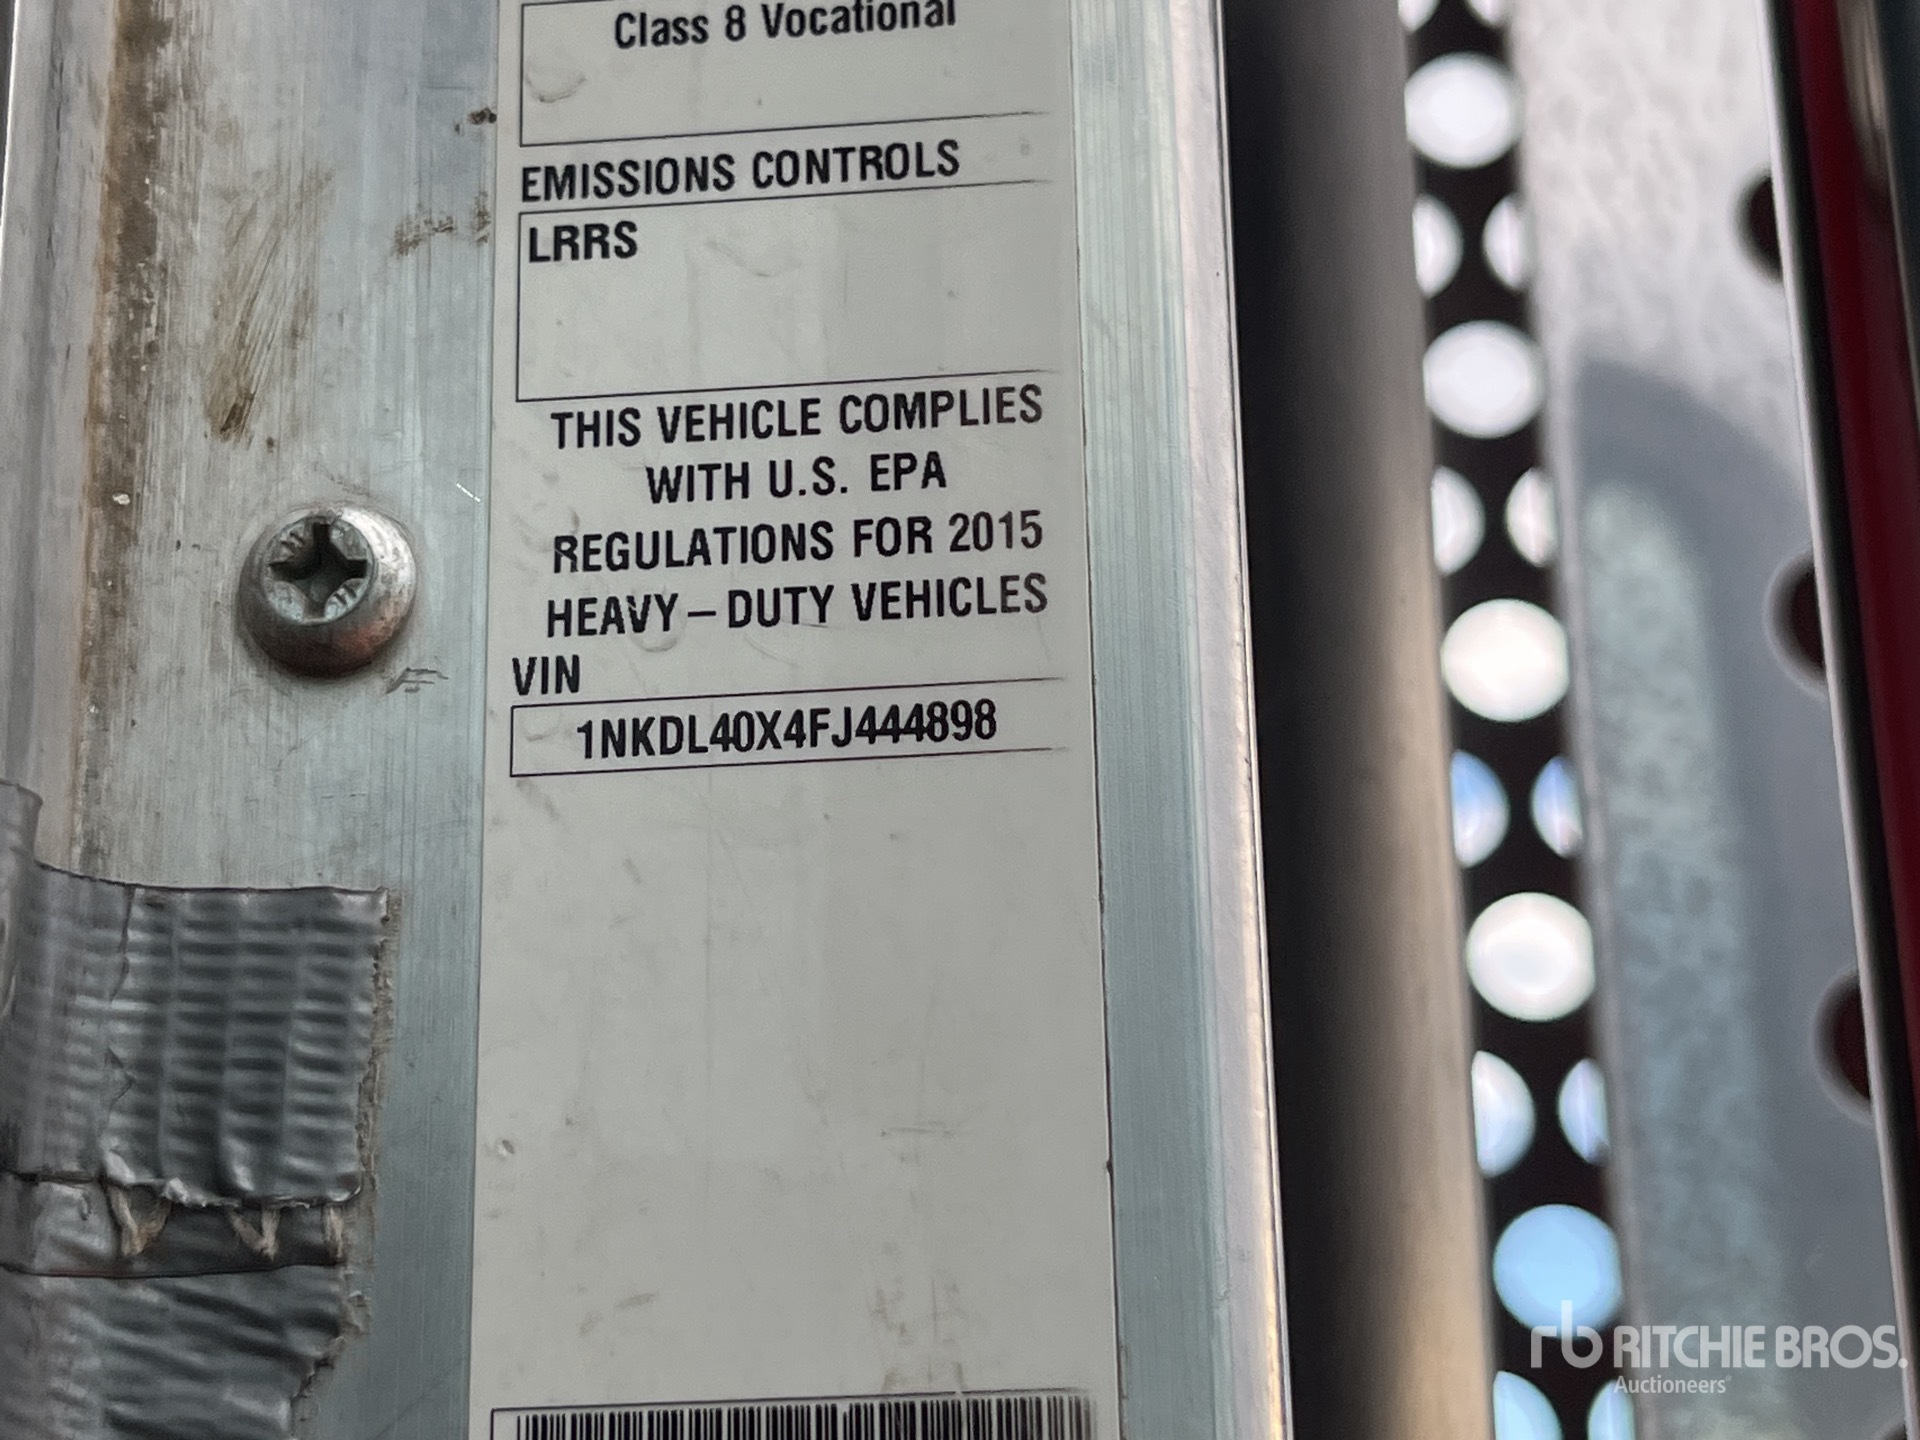 Class 8 Vocational
EMISSIONS CONTROLS
LRRS
THIS VEHICLE COMPLIES
WITH U.S. EPA
REGULATIONS FOR 2015
HEAVY – DUTY VEHICLES
VIN
1NKDL40X4FJ444898
rb RITCHIE BROS.
Auctioneers